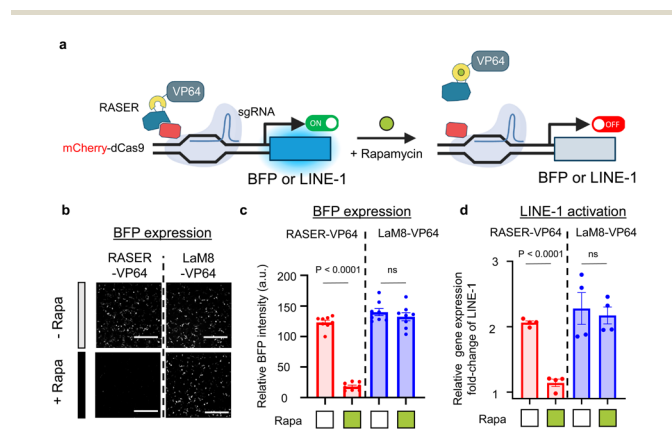 a
VP64
VP64
RASER
sgRNA
ON
OFF
mCherry-dCas9
+ Rapamycin
BFP or LINE-1
BFP or LINE-1
b
BFP expression
RASER
-VP64
LaM8
-VP64
- Rapa
+ Rapa
c
BFP expression
RASER-VP64
LaM8-VP64
P < 0.0001
ns
Relative BFP intensity (a.u.)
200
150
100
50
0
Rapa
d
LINE-1 activation
RASER-VP64
LaM8-VP64
P < 0.0001
ns
Relative gene expression
fold-change of LINE-1
3
2
1
Rapa